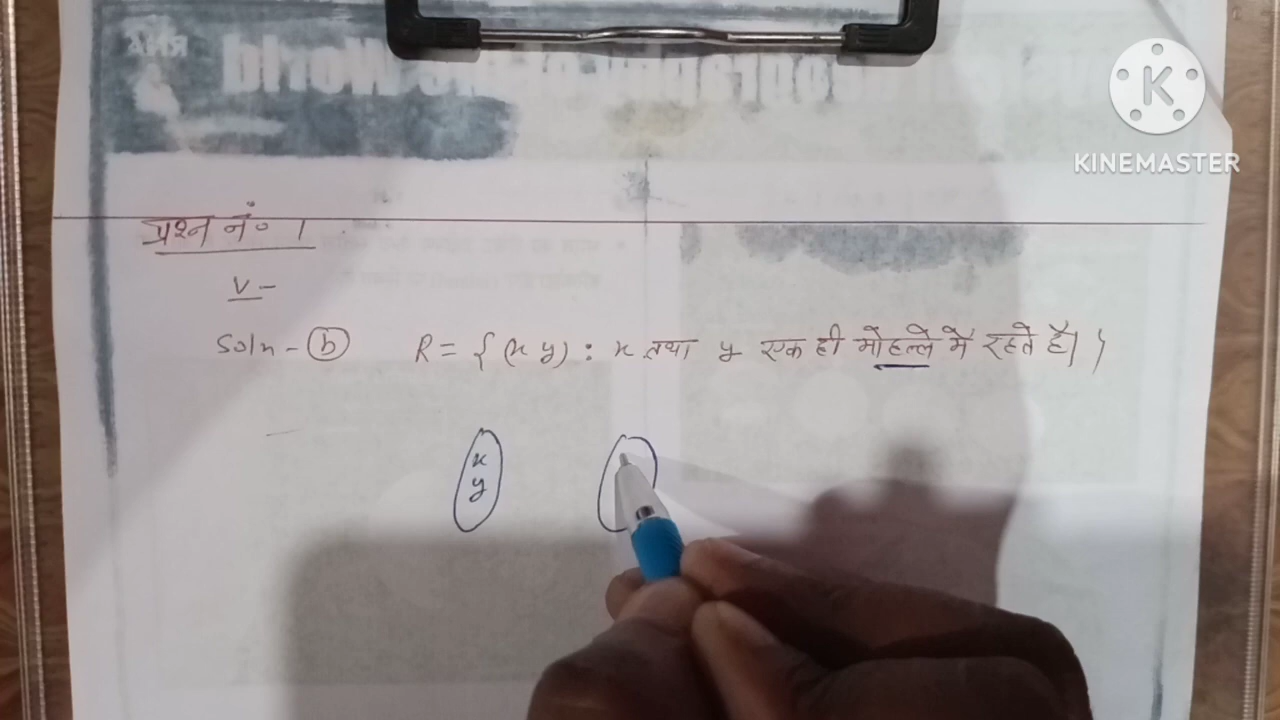 K
KINEMASTER
प्रश्न नं० 1
v -
Soln - (b) R = { (x y) : x तथा y एक ही मोहल्ले में रहते हैं। }
x
y